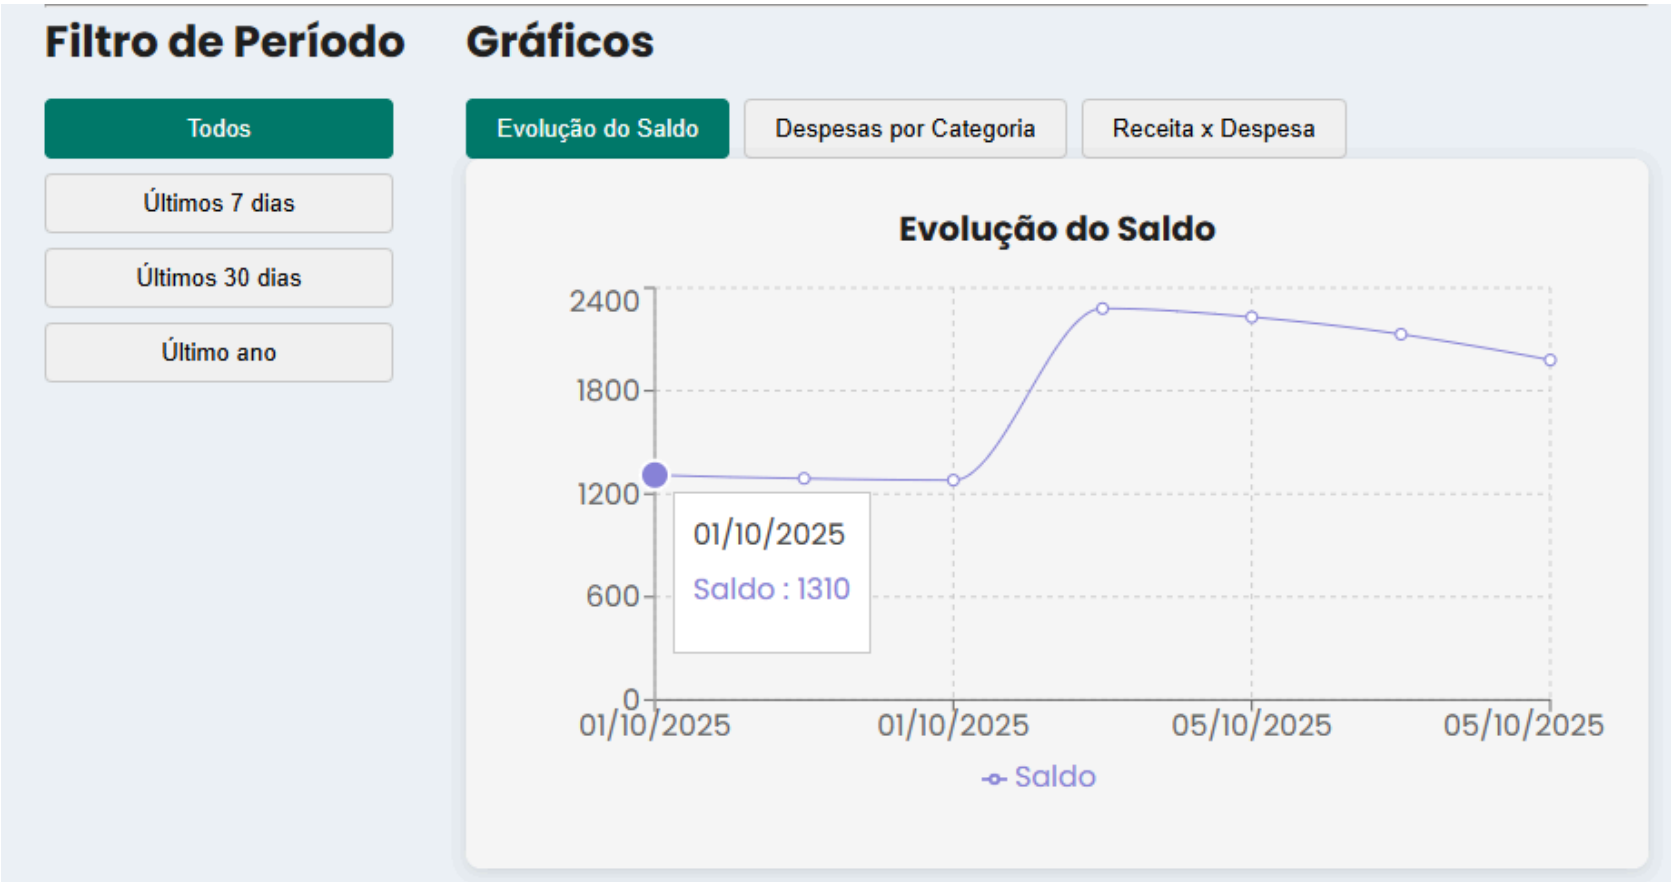 Filtro de Período
Todos
Últimos 7 dias
Últimos 30 dias
Último ano
Gráficos
Evolução do Saldo
Despesas por Categoria
Receita x Despesa
Evolução do Saldo
2400
1800
1200
600
0
01/10/2025
Saldo : 1310
01/10/2025
01/10/2025
05/10/2025
05/10/2025
Saldo